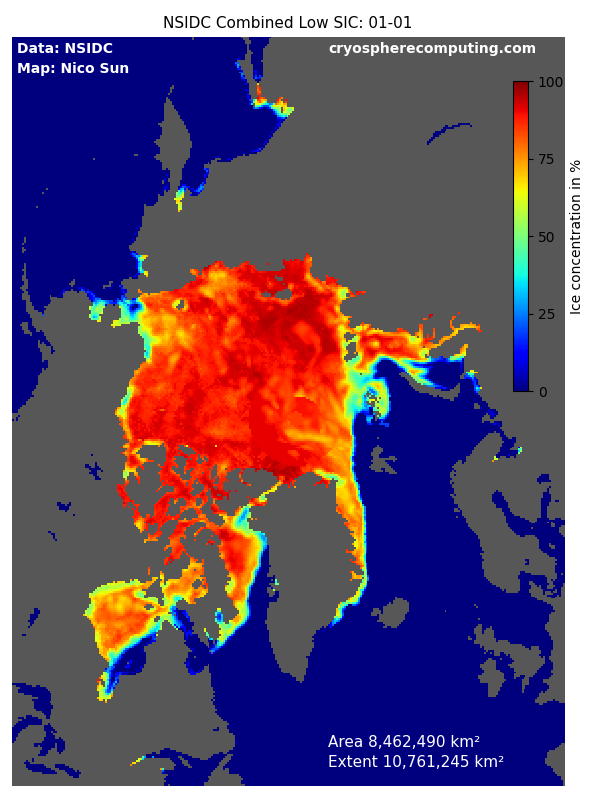 NSIDC Combined Low SIC: 01-01
Data: NSIDC
cryospherecomputing.com
Map: Nico Sun
100
75
50
25
0
Ice concentration in %
Area 8,462,490 km²
Extent 10,761,245 km²